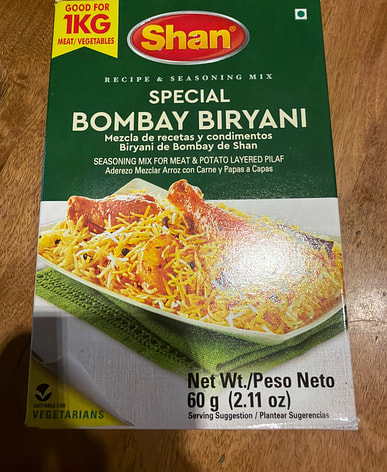 GOOD FOR
1KG
MEAT/VEGETABLES
Shan®
RECIPE & SEASONING MIX
SPECIAL
BOMBAY BIRYANI
Mezcla de recetas y condimentos
Biryani de Bombay de Shan
SEASONING MIX FOR MEAT & POTATO LAYERED PILAF
Aderezo Mezclar Arroz con Carne y Papas a Capas
Net Wt./Peso Neto
60 g (2.11 oz)
Serving Suggestion / Plantear Sugerencias
SUITABLE FOR
VEGETARIANS